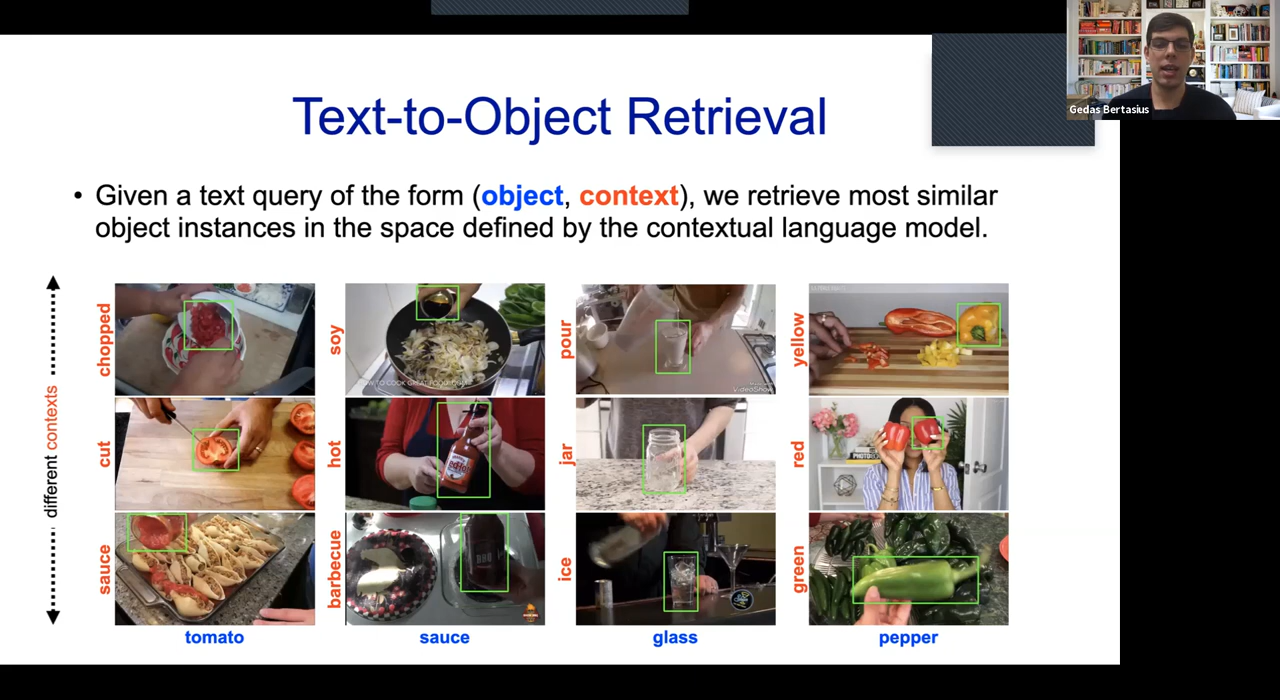 Gedas Bertasius
Text-to-Object Retrieval
• Given a text query of the form (object, context), we retrieve most similar
object instances in the space defined by the contextual language model.
different contexts
chopped
soy
pour
yellow
cut
hot
jar
red
sauce
barbecue
ice
green
tomato
sauce
glass
pepper